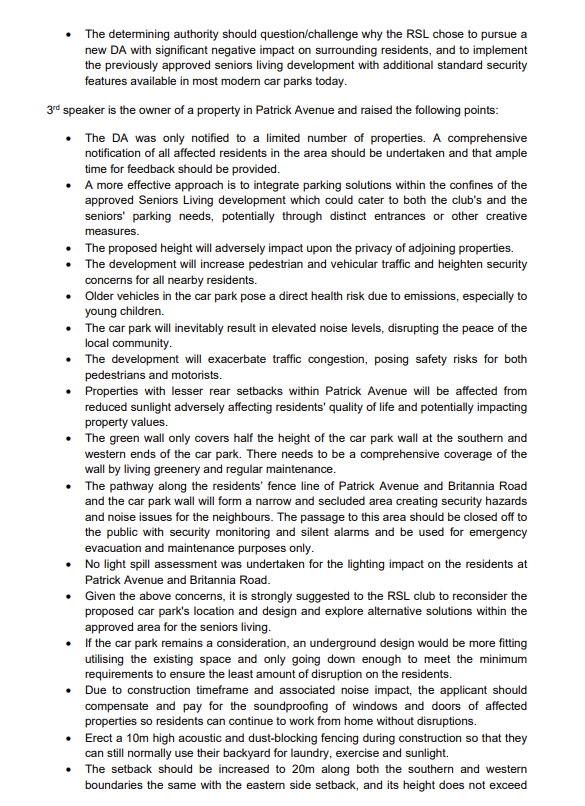 • The determining authority should question/challenge why the RSL chose to pursue a
new DA with significant negative impact on surrounding residents, and to implement
the previously approved seniors living development with additional standard security
features available in most modern car parks today.
3rd speaker is the owner of a property in Patrick Avenue and raised the following points:
• The DA was only notified to a limited number of properties. A comprehensive
notification of all affected residents in the area should be undertaken and that ample
time for feedback should be provided.
• A more effective approach is to integrate parking solutions within the confines of the
approved Seniors Living development which could cater to both the club's and the
seniors' parking needs, potentially through distinct entrances or other creative
measures.
• The proposed height will adversely impact upon the privacy of adjoining properties.
• The development will increase pedestrian and vehicular traffic and heighten security
concerns for all nearby residents.
• Older vehicles in the car park pose a direct health risk due to emissions, especially to
young children.
• The car park will inevitably result in elevated noise levels, disrupting the peace of the
local community.
• The development will exacerbate traffic congestion, posing safety risks for both
pedestrians and motorists.
• Properties with lesser rear setbacks within Patrick Avenue will be affected from
reduced sunlight adversely affecting residents' quality of life and potentially impacting
property values.
• The green wall only covers half the height of the car park wall at the southern and
western ends of the car park. There needs to be a comprehensive coverage of the
wall by living greenery and regular maintenance.
• The pathway along the residents' fence line of Patrick Avenue and Britannia Road
and the car park wall will form a narrow and secluded area creating security hazards
and noise issues for the neighbours. The passage to this area should be closed off to
the public with security monitoring and silent alarms and be used for emergency
evacuation and maintenance purposes only.
• No light spill assessment was undertaken for the lighting impact on the residents at
Patrick Avenue and Britannia Road.
• Given the above concerns, it is strongly suggested to the RSL club to reconsider the
proposed car park's location and design and explore alternative solutions within the
approved area for the seniors living.
• If the car park remains a consideration, an underground design would be more fitting
utilising the existing space and only going down enough to meet the minimum
requirements to ensure the least amount of disruption on the residents.
• Due to construction timeframe and associated noise impact, the applicant should
compensate and pay for the soundproofing of windows and doors of affected
properties so residents can continue to work from home without disruptions.
• Erect a 10m high acoustic and dust-blocking fencing during construction so that they
can still normally use their backyard for laundry, exercise and sunlight.
• The setback should be increased to 20m along both the southern and western
boundaries the same with the eastern side setback, and its height does not exceed